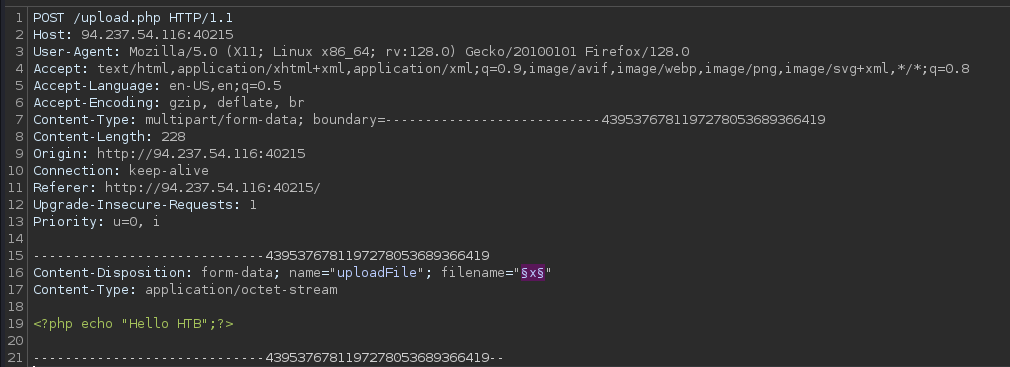 1 POST /upload.php HTTP/1.1
2 Host: 94.237.54.116:40215
3 User-Agent: Mozilla/5.0 (X11; Linux x86_64; rv:128.0) Gecko/20100101 Firefox/128.0
4 Accept: text/html,application/xhtml+xml,application/xml;q=0.9,image/avif,image/webp,image/png,image/svg+xml,*/*;q=0.8
5 Accept-Language: en-US,en;q=0.5
6 Accept-Encoding: gzip, deflate, br
7 Content-Type: multipart/form-data; boundary=---------------------------4395376781197278053689366419
8 Content-Length: 228
9 Origin: http://94.237.54.116:40215
10 Connection: keep-alive
11 Referer: http://94.237.54.116:40215/
12 Upgrade-Insecure-Requests: 1
13 Priority: u=0, i
14
15 -----------------------------4395376781197278053689366419
16 Content-Disposition: form-data; name="uploadFile"; filename="§x§"
17 Content-Type: application/octet-stream
18
19 <?php echo "Hello HTB";?>
20
21 -----------------------------4395376781197278053689366419--